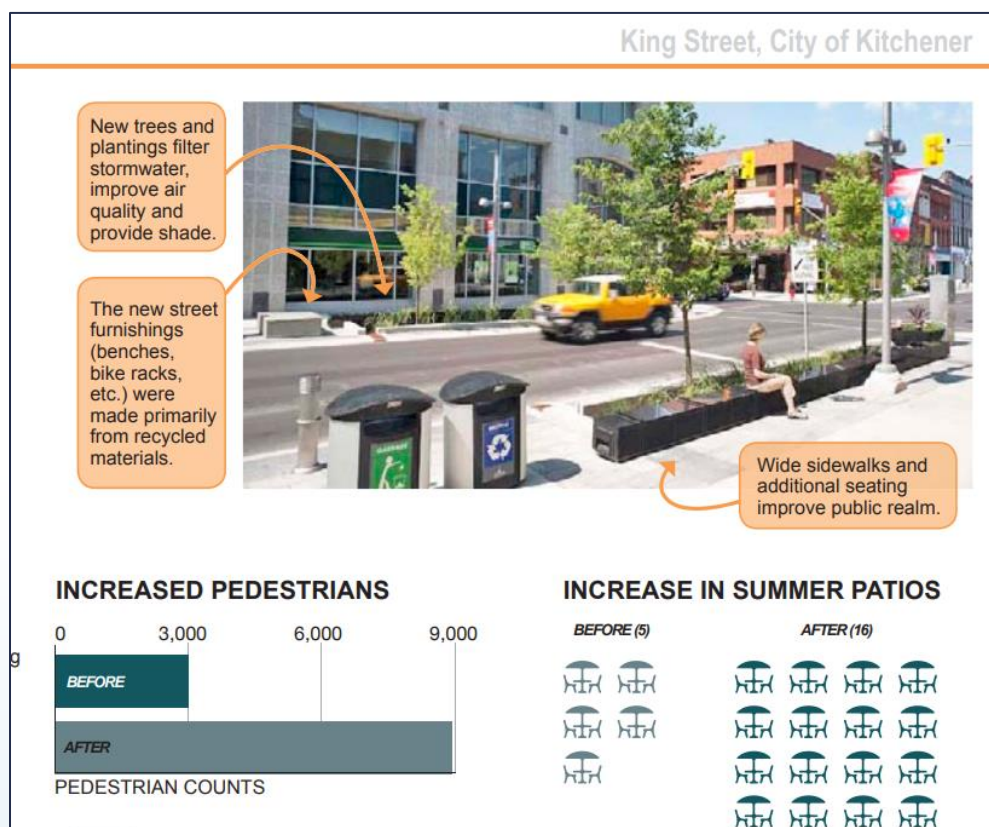 King Street, City of Kitchener
New trees and
plantings filter
stormwater,
improve air
quality and
provide shade.
The new street
furnishings
(benches,
bike racks,
etc.) were
made primarily
from recycled
materials.
Wide sidewalks and
additional seating
improve public realm.
g
INCREASED PEDESTRIANS
0 3,000 6,000 9,000
BEFORE
AFTER
PEDESTRIAN COUNTS
INCREASE IN SUMMER PATIOS
BEFORE (5) AFTER (16)